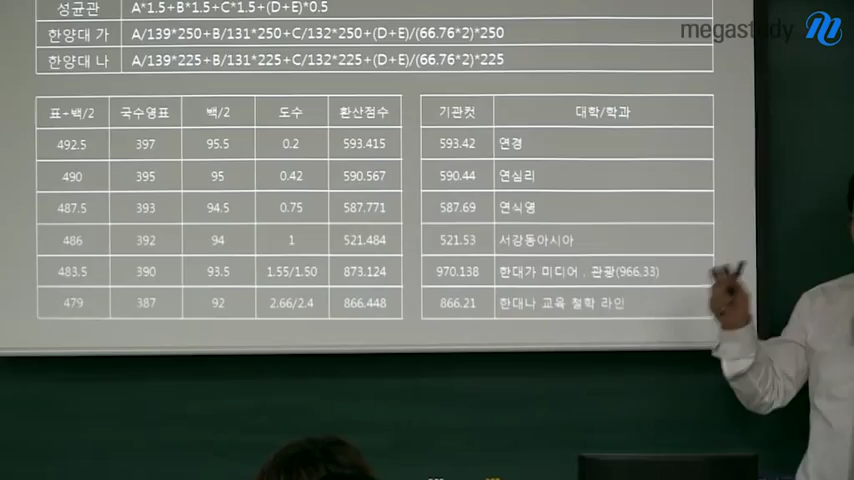 성균관 A*1.5+B*1.5+C*1.5+(D+E)*0.5
megastudy
한양대 가 A/139*250+B/131*250+C/132*250+(D+E)/(66.76*2)*250
한양대 나 A/139*225+B/131*225+C/132*225+(D+E)/(66.76*2)*225
표+백/2 국수영표 백/2 도수 환산점수 기관컷 대학/학과
492.5 397 95.5 0.2 593.415 593.42 연경
490 395 95 0.42 590.567 590.44 연심리
487.5 393 94.5 0.75 587.771 587.69 연식영
486 392 94 1 521.484 521.53 서강동아시아
483.5 390 93.5 1.55/1.50 873.124 970.138 한대가 미디어 , 관광(966.33)
479 387 92 2.66/2.4 866.448 866.21 한대나 교육 철학 라인